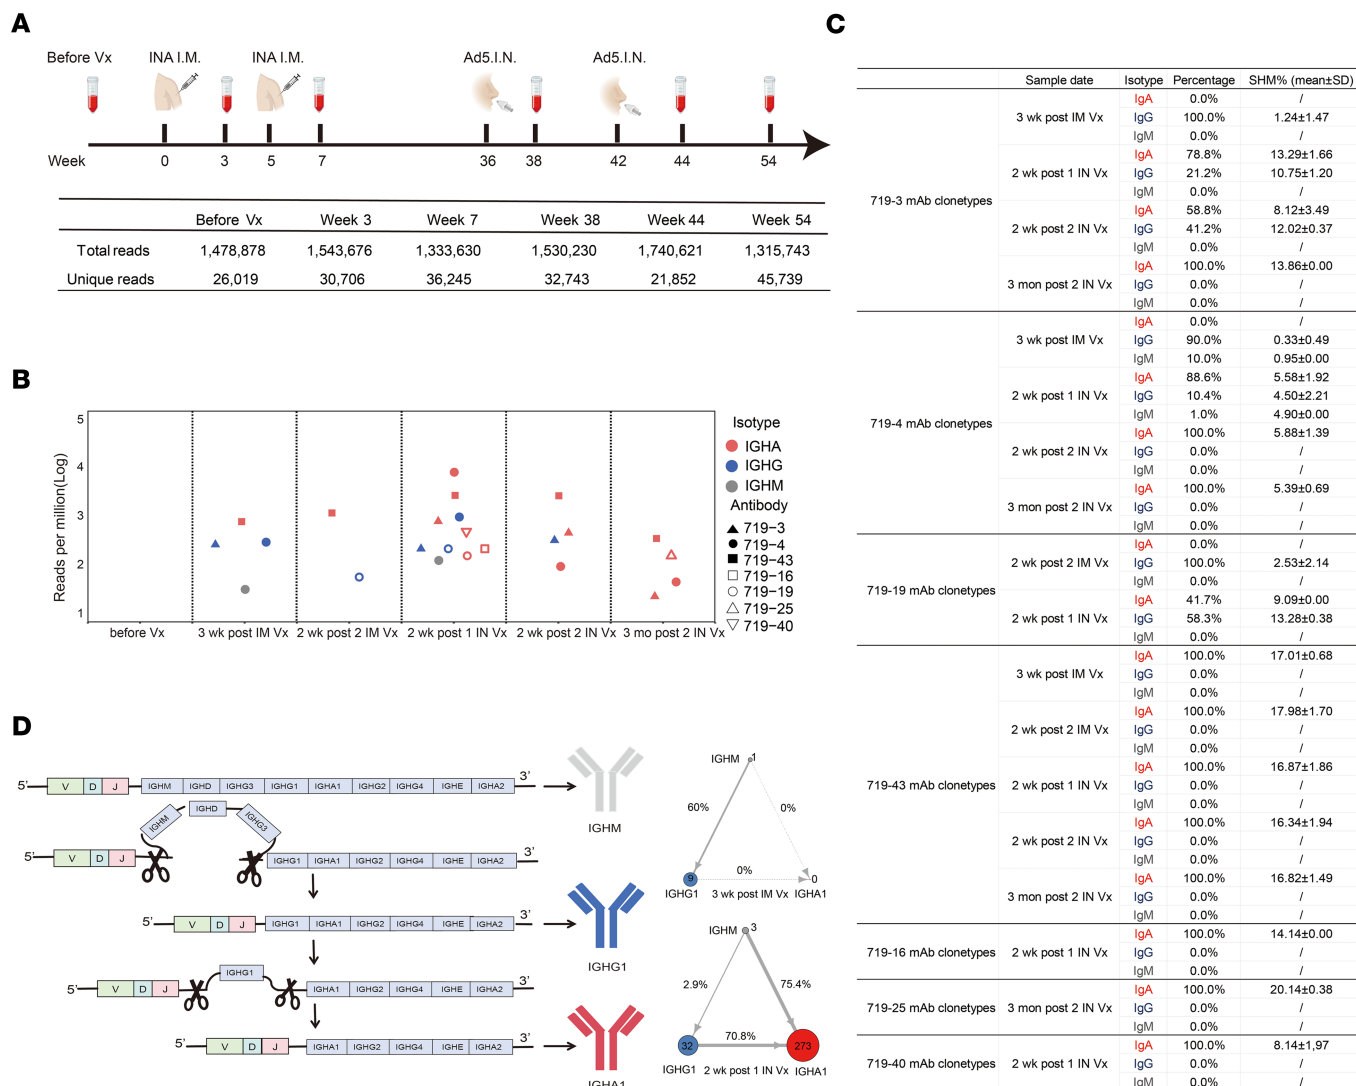 A
Before Vx INA I.M. INA I.M. Ad5.I.N. Ad5.I.N.
Week 0 3 5 7 36 38 42 44 54
Before Vx Week 3 Week 7 Week 38 Week 44 Week 54
Total reads 1,478,878 1,543,676 1,333,630 1,530,230 1,740,621 1,315,743
Unique reads 26,019 30,706 36,245 32,743 21,852 45,739
B
Reads per million(Log)
5
4
3
2
1
before Vx 3 wk post IM Vx 2 wk post 2 IM Vx 2 wk post 1 IN Vx 2 wk post 2 IN Vx 3 mo post 2 IN Vx
Isotype
IGHA
IGHG
IGHM
Antibody
719-3
719-4
719-43
719-16
719-19
719-25
719-40
C
Sample date Isotype Percentage SHM% (mean±SD)
719-3 mAb clonetypes
3 wk post IM Vx
IgA 0.0% /
IgG 100.0% 1.24±1.47
IgM 0.0% /
2 wk post 1 IN Vx
IgA 78.8% 13.29±1.66
IgG 21.2% 10.75±1.20
IgM 0.0% /
2 wk post 2 IN Vx
IgA 58.8% 8.12±3.49
IgG 41.2% 12.02±0.37
IgM 0.0% /
3 mon post 2 IN Vx
IgA 100.0% 13.86±0.00
IgG 0.0% /
IgM 0.0% /
719-4 mAb clonetypes
3 wk post IM Vx
IgA 0.0% /
IgG 90.0% 0.33±0.49
IgM 10.0% 0.95±0.00
2 wk post 1 IN Vx
IgA 88.6% 5.58±1.92
IgG 10.4% 4.50±2.21
IgM 1.0% 4.90±0.00
2 wk post 2 IN Vx
IgA 100.0% 5.88±1.39
IgG 0.0% /
IgM 0.0% /
3 mon post 2 IN Vx
IgA 100.0% 5.39±0.69
IgG 0.0% /
IgM 0.0% /
719-19 mAb clonetypes
2 wk post 2 IM Vx
IgA 0.0% /
IgG 100.0% 2.53±2.14
IgM 0.0% /
2 wk post 1 IN Vx
IgA 41.7% 9.09±0.00
IgG 58.3% 13.28±0.38
IgM 0.0% /
719-43 mAb clonetypes
3 wk post IM Vx
IgA 100.0% 17.01±0.68
IgG 0.0% /
IgM 0.0% /
2 wk post 2 IM Vx
IgA 100.0% 17.98±1.70
IgG 0.0% /
IgM 0.0% /
2 wk post 1 IN Vx
IgA 100.0% 16.87±1.86
IgG 0.0% /
IgM 0.0% /
2 wk post 2 IN Vx
IgA 100.0% 16.34±1.94
IgG 0.0% /
IgM 0.0% /
3 mon post 2 IN Vx
IgA 100.0% 16.82±1.49
IgG 0.0% /
IgM 0.0% /
719-16 mAb clonetypes
2 wk post 1 IN Vx
IgA 100.0% 14.14±0.00
IgG 0.0% /
IgM 0.0% /
719-25 mAb clonetypes
3 mon post 2 IN Vx
IgA 100.0% 20.14±0.38
IgG 0.0% /
IgM 0.0% /
719-40 mAb clonetypes
2 wk post 1 IN Vx
IgA 100.0% 8.14±1,97
IgG 0.0% /
IgM 0.0% /
D
5' V D J IGHM IGHD IGHG3 IGHG1 IGHA1 IGHG2 IGHG4 IGHE IGHA2 3'
IGHM
IGHM IGHD IGHG3
5' V D J IGHG1 IGHA1 IGHG2 IGHG4 IGHE IGHA2
5' V D J IGHG1 IGHA1 IGHG2 IGHG4 IGHE IGHA2 3'
IGHG1
IGHG1
5' V D J IGHA1 IGHG2 IGHG4 IGHE IGHA2 3'
5' V D J IGHA1 IGHG2 IGHG4 IGHE IGHA2 3'
IGHA1
IGHM 1
60% 0%
0%
9 0
IGHG1 3 wk post IM Vx IGHA1
IGHM 3
2.9% 75.4%
70.8%
32 273
IGHG1 2 wk post 1 IN Vx IGHA1